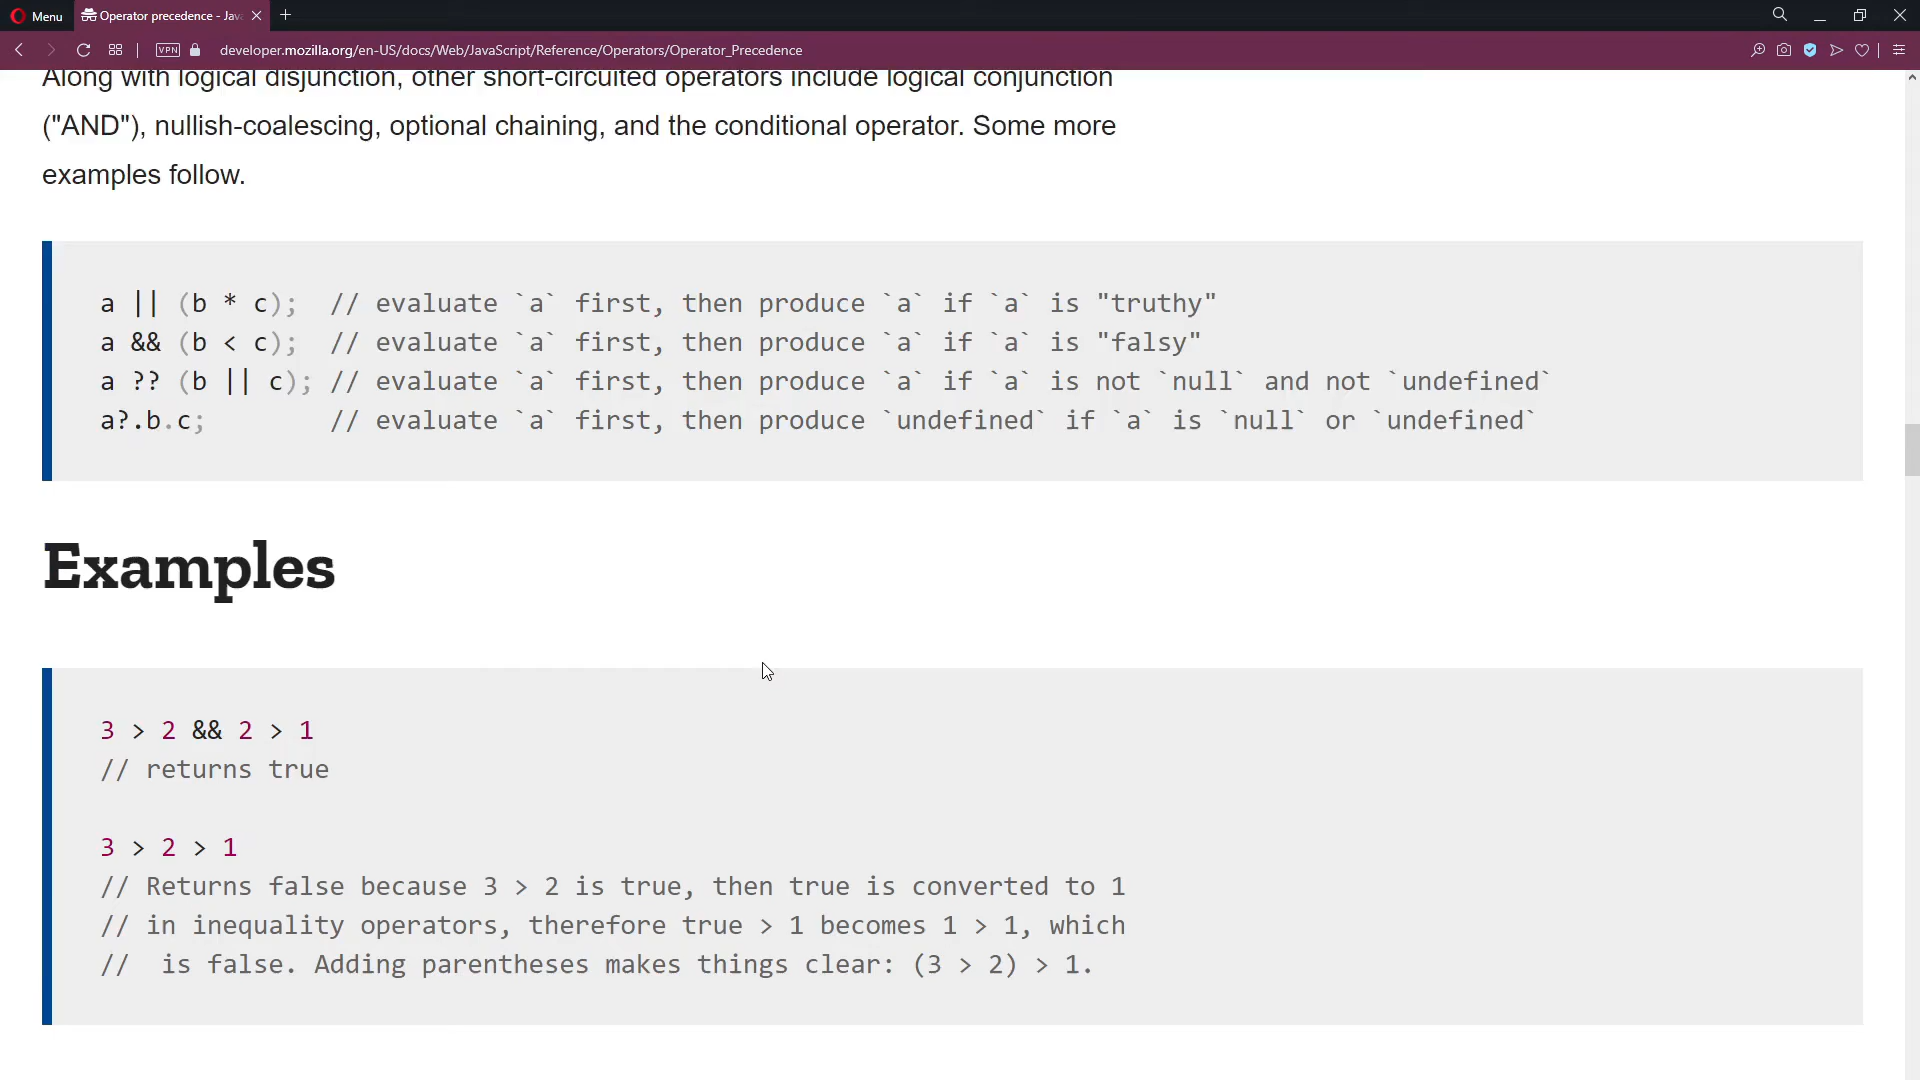 Menu
Operator precedence - Jav
developer.mozilla.org/en-US/docs/Web/JavaScript/Reference/Operators/Operator_Precedence
VPN
Along with logical disjunction, other short-circuited operators include logical conjunction
("AND"), nullish-coalescing, optional chaining, and the conditional operator. Some more
examples follow.
a || (b * c);  // evaluate `a` first, then produce `a` if `a` is "truthy"
a && (b < c);  // evaluate `a` first, then produce `a` if `a` is "falsy"
a ?? (b || c); // evaluate `a` first, then produce `a` if `a` is not `null` and not `undefined`
a?.b.c;        // evaluate `a` first, then produce `undefined` if `a` is `null` or `undefined`
Examples
3 > 2 && 2 > 1
// returns true
3 > 2 > 1
// Returns false because 3 > 2 is true, then true is converted to 1
// in inequality operators, therefore true > 1 becomes 1 > 1, which
//  is false. Adding parentheses makes things clear: (3 > 2) > 1.